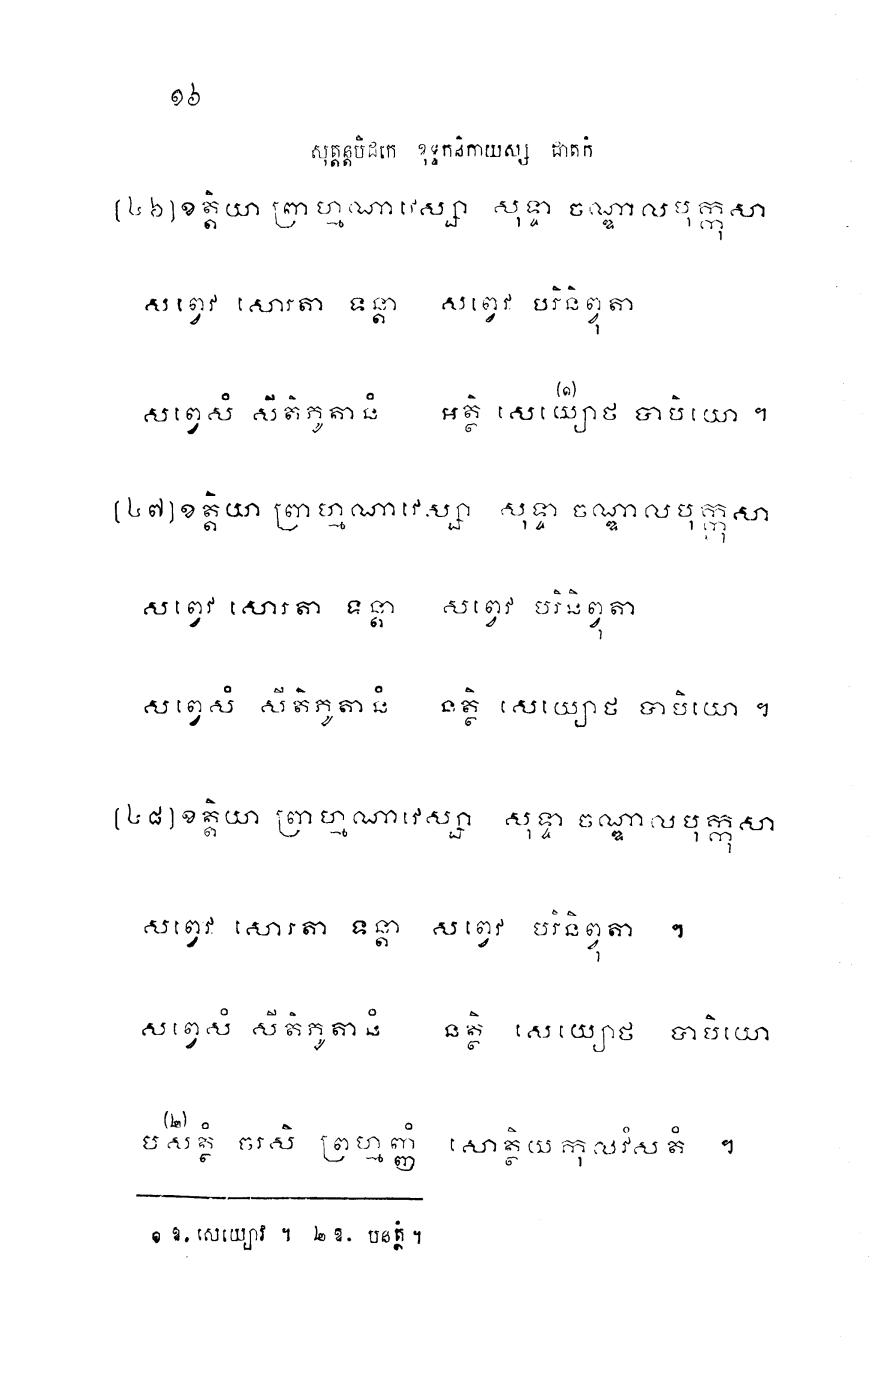 ១៦
សុត្តន្តបិដកេ ខុទ្ទកនិកាយស្ស ជាតកំ
(៤៦) ខត្តិយា ព្រាហ្មណា វេស្សា សុទ្ទា ចណ្ឌាលបុក្កុសា
សព្វេវ សោរតា ទន្តា សព្វេវ បរិនិព្វុតា
សព្វេសំ សីតិភូតានំ អត្ថិ សេយ្យោថ(១) បាបិយោ ។
(៤៧) ខត្តិយា ព្រាហ្មណា វេស្សា សុទ្ទា ចណ្ឌាលបុក្កុសា
សព្វេវ សោរតា ទន្តា សព្វេវ បរិនិព្វុតា
សព្វេសំ សីតិភូតានំ នត្ថិ សេយ្យោថ បាបិយោ ។
(៤៨) ខត្តិយា ព្រាហ្មណា វេស្សា សុទ្ទា ចណ្ឌាលបុក្កុសា
សព្វេវ សោរតា ទន្តា សព្វេវ បរិនិព្វុតា ។
សព្វេសំ សីតិភូតានំ នត្ថិ សេយ្យោថ បាបិយោ
បសត្ថំ(២) ចរសិ ព្រហ្មញ្ញំ សោត្ថិយកុលវំសតំ ។
១ ឱ. សេយ្យោវ ។ ២ ឱ. បនត្ថំ ។